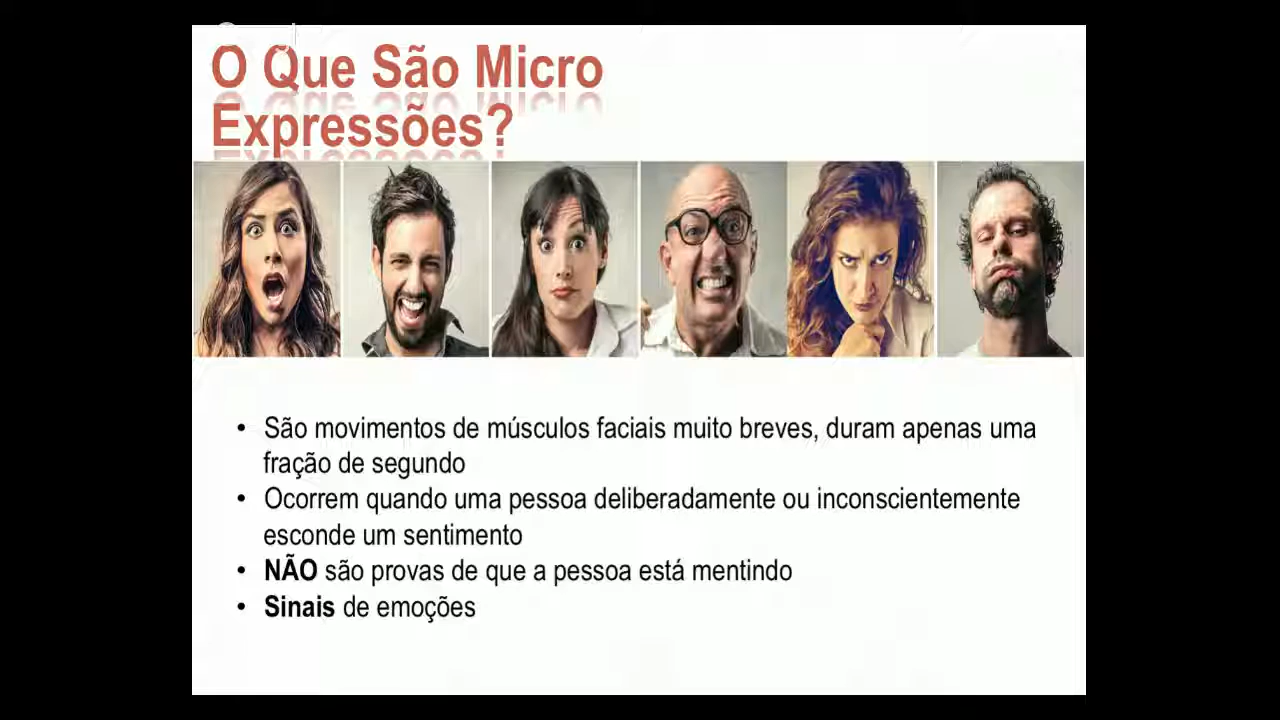 O Que São Micro
Expressões?
• São movimentos de músculos faciais muito breves, duram apenas uma
fração de segundo
• Ocorrem quando uma pessoa deliberadamente ou inconscientemente
esconde um sentimento
• NÃO são provas de que a pessoa está mentindo
• Sinais de emoções